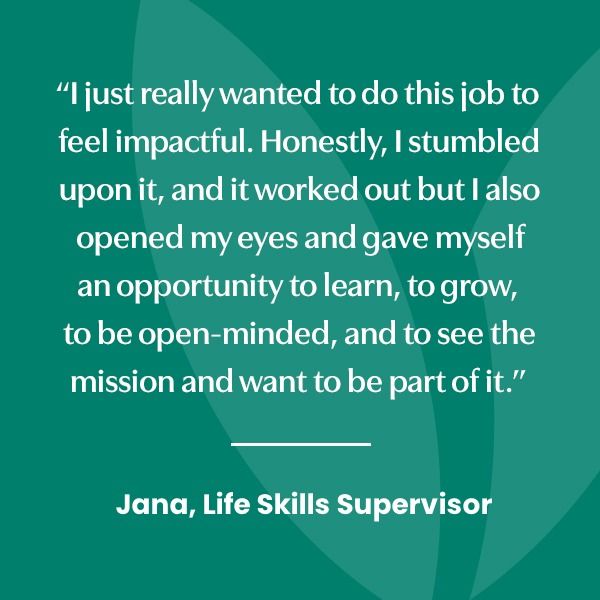 “I just really wanted to do this job to
feel impactful. Honestly, I stumbled
upon it, and it worked out but I also
opened my eyes and gave myself
an opportunity to learn, to grow,
to be open-minded, and to see the
mission and want to be part of it.”
Jana, Life Skills Supervisor